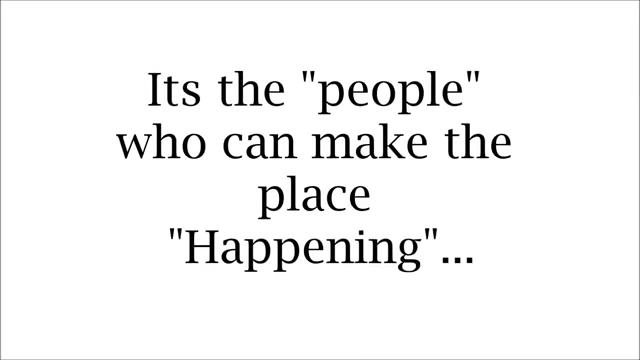 Its the "people"
who can make the
place
"Happening"...